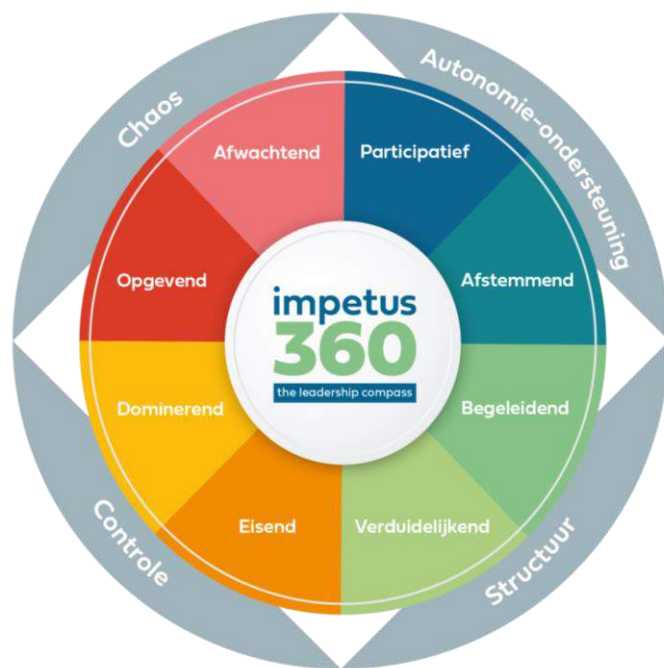 Chaos
Autonomie-ondersteuning
Afwachtend
Participatief
Opgevend
Afstemmend
impetus
360
the leadership compass
Dominerend
Begeleidend
Eisend
Verduidelijkend
Controle
Structuur